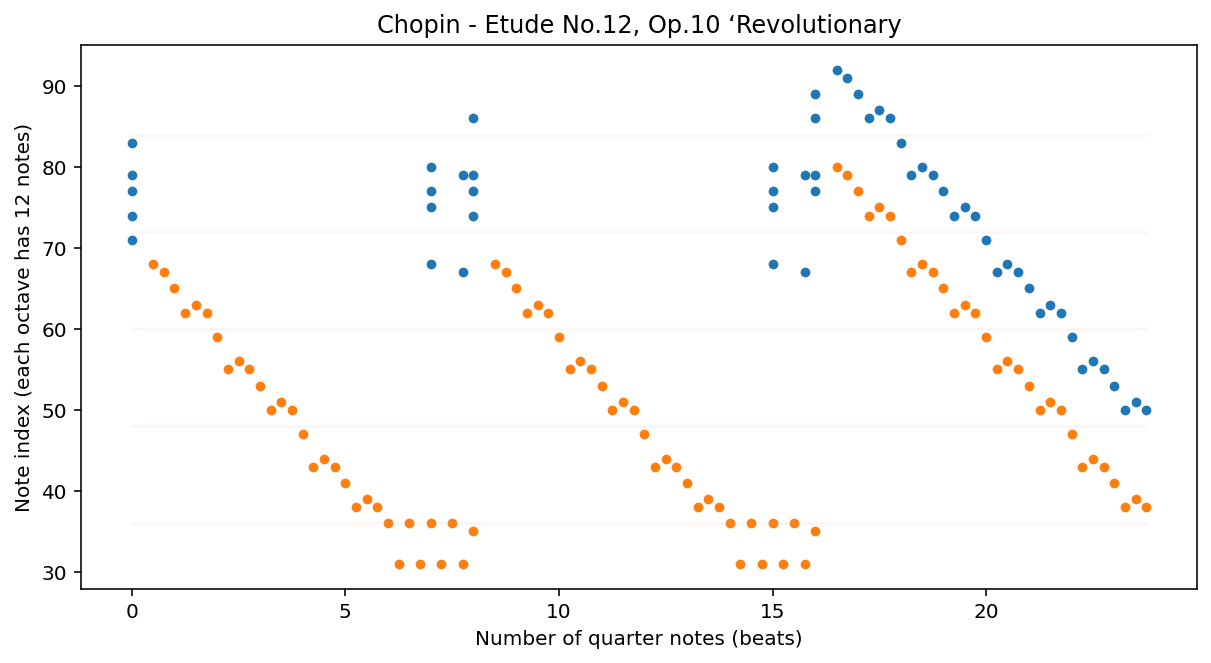 Chopin - Etude No.12, Op.10 ‘Revolutionary
Note index (each octave has 12 notes)
90
80
70
60
50
40
30
0 5 10 15 20
Number of quarter notes (beats)